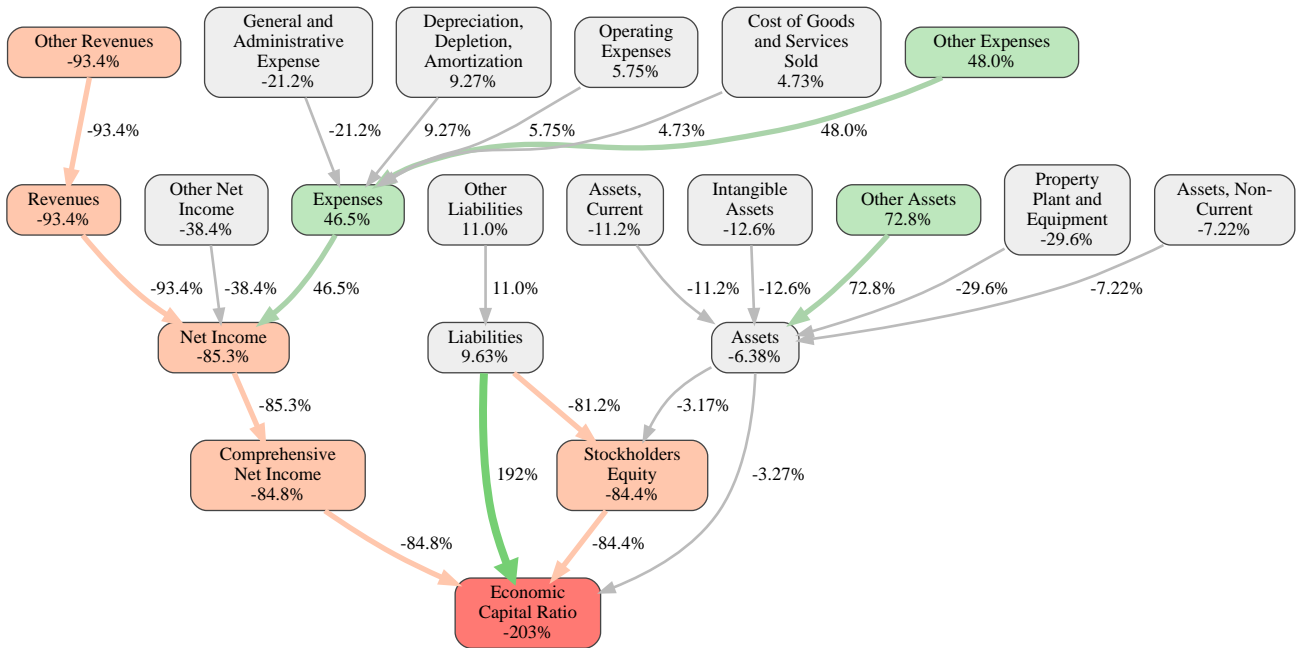 Other Revenues
-93.4%
General and
Administrative
Expense
-21.2%
Depreciation,
Depletion,
Amortization
9.27%
Operating
Expenses
5.75%
Cost of Goods
and Services
Sold
4.73%
Other Expenses
48.0%
-93.4%
-21.2%
9.27%
5.75%
4.73%
48.0%
Revenues
-93.4%
Other Net
Income
-38.4%
Expenses
46.5%
Other
Liabilities
11.0%
Assets,
Current
-11.2%
Intangible
Assets
-12.6%
Other Assets
72.8%
Property
Plant and
Equipment
-29.6%
Assets, Non-
Current
-7.22%
-93.4%
-38.4%
46.5%
11.0%
-11.2%
-12.6%
72.8%
-29.6%
-7.22%
Net Income
-85.3%
Liabilities
9.63%
Assets
-6.38%
-85.3%
-81.2%
-3.17%
Comprehensive
Net Income
-84.8%
192%
Stockholders
Equity
-84.4%
-3.27%
-84.8%
-84.4%
Economic
Capital Ratio
-203%